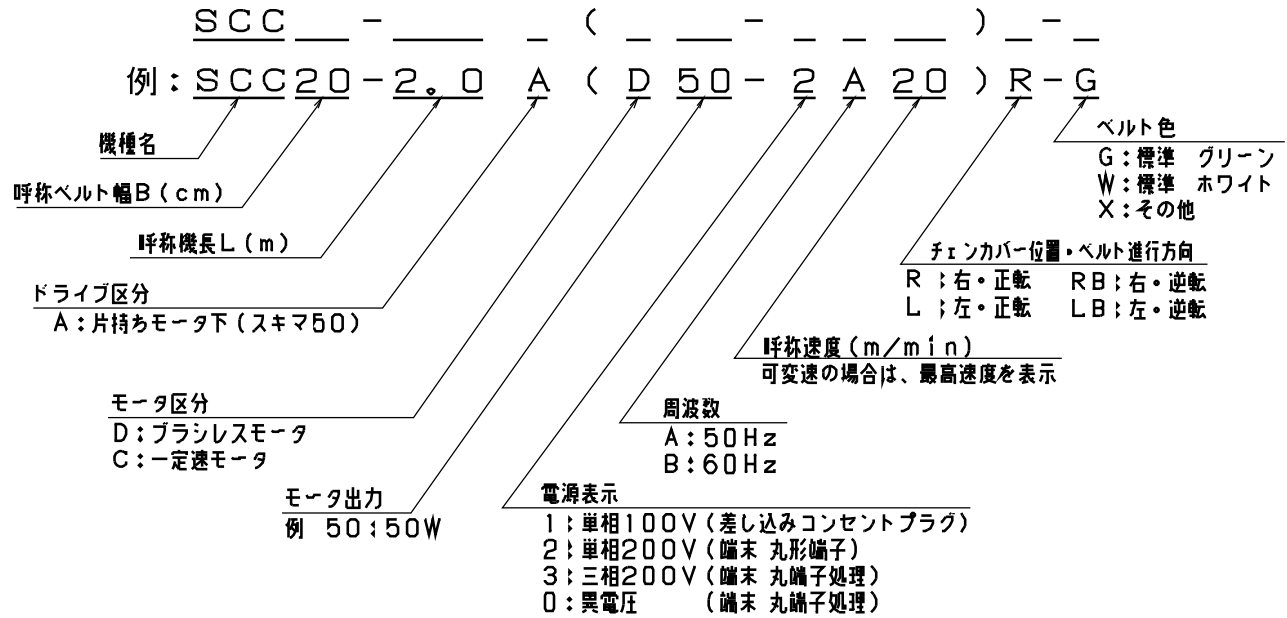 SCC__-____ _(_ __-_ _ __)_-_
例:SCC20-2.0 A(D50-2A20)R-G
機種名
呼称ベルト幅B(cm)
呼称機長L(m)
ドライブ区分
A:片持ちモータ下(スキマ50)
モータ区分
D:ブラシレスモータ
C:一定速モータ
モータ出力
例 50:50W
電源表示
1:単相100V(差し込みコンセントプラグ)
2:単相200V(端末 丸形端子)
3:三相200V(端末 丸端子処理)
0:異電圧 (端末 丸端子処理)
周波数
A:50Hz
B:60Hz
呼称速度(m/min)
可変速の場合は、最高速度を表示
チェンカバー位置・ベルト進行方向
R:右・正転 RB:右・逆転
L:左・正転 LB:左・逆転
ベルト色
G:標準 グリーン
W:標準 ホワイト
X:その他